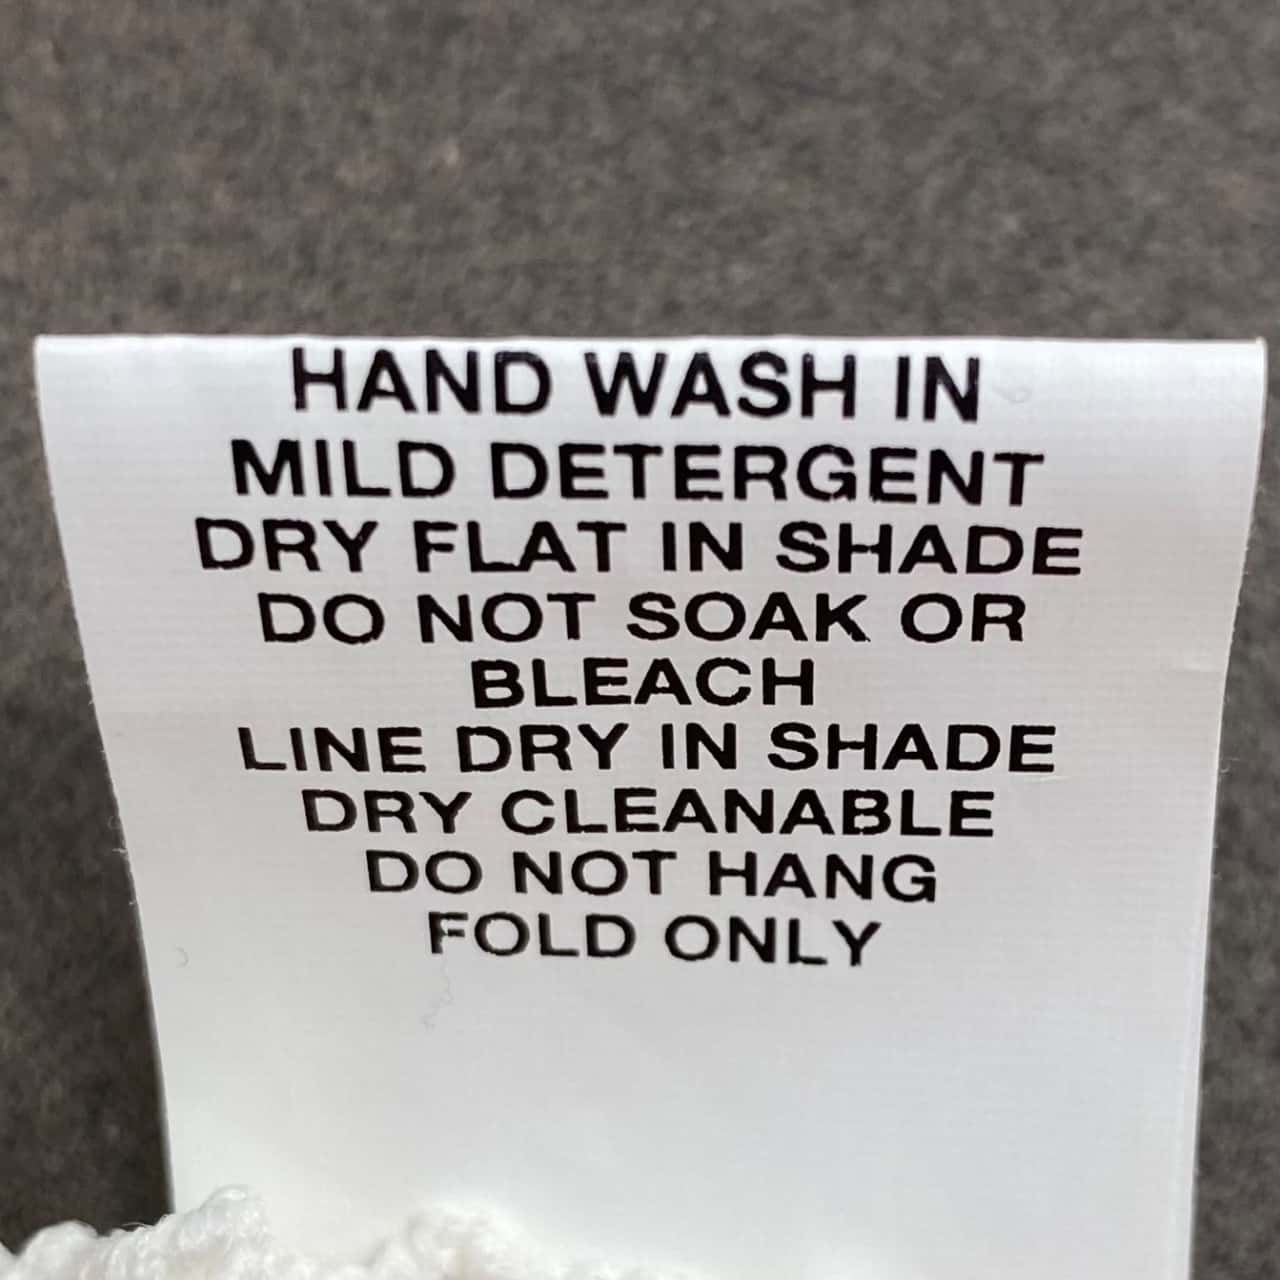 HAND WASH IN
MILD DETERGENT
DRY FLAT IN SHADE
DO NOT SOAK OR
BLEACH
LINE DRY IN SHADE
DRY CLEANABLE
DO NOT HANG
FOLD ONLY